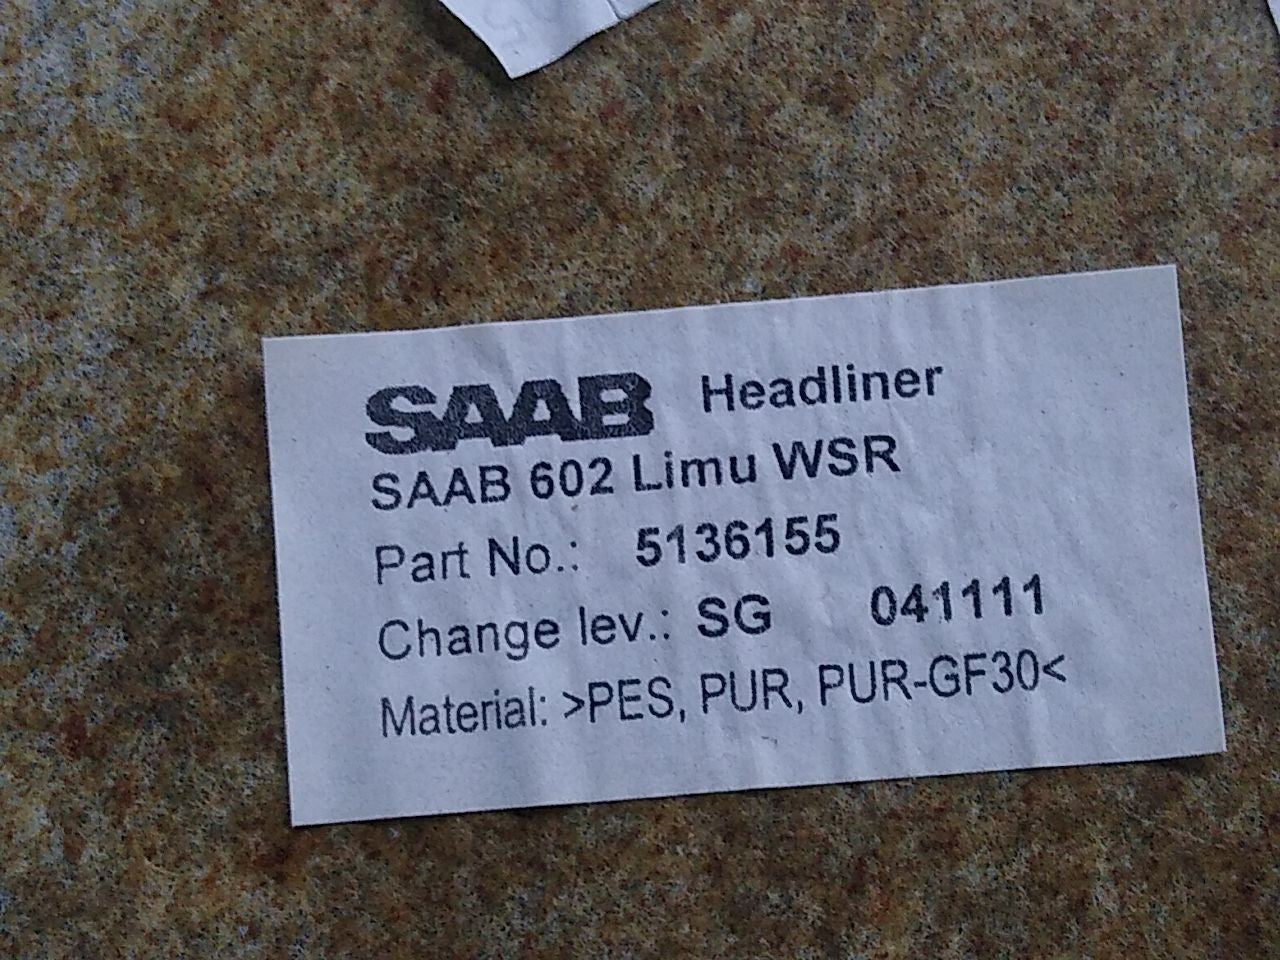 SAAB Headliner
SAAB 602 Limu WSR
Part No.: 5136155
Change lev.: SG 041111
Material: >PES, PUR, PUR-GF30<